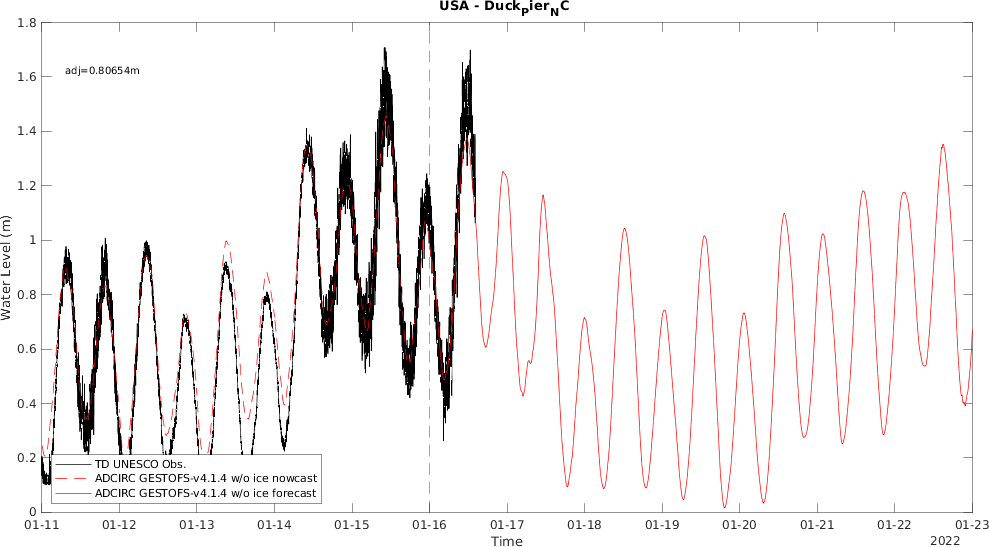 USA - DuckPierNC
1.8
1.6
1.4
1.2
1
0.8
0.6
0.4
0.2
0
Water Level (m)
adj=0.80654m
TD UNESCO Obs.
ADCIRC GESTOFS-v4.1.4 w/o ice nowcast
ADCIRC GESTOFS-v4.1.4 w/o ice forecast
01-11 01-12 01-13 01-14 01-15 01-16 01-17 01-18 01-19 01-20 01-21 01-22 01-23
Time
2022